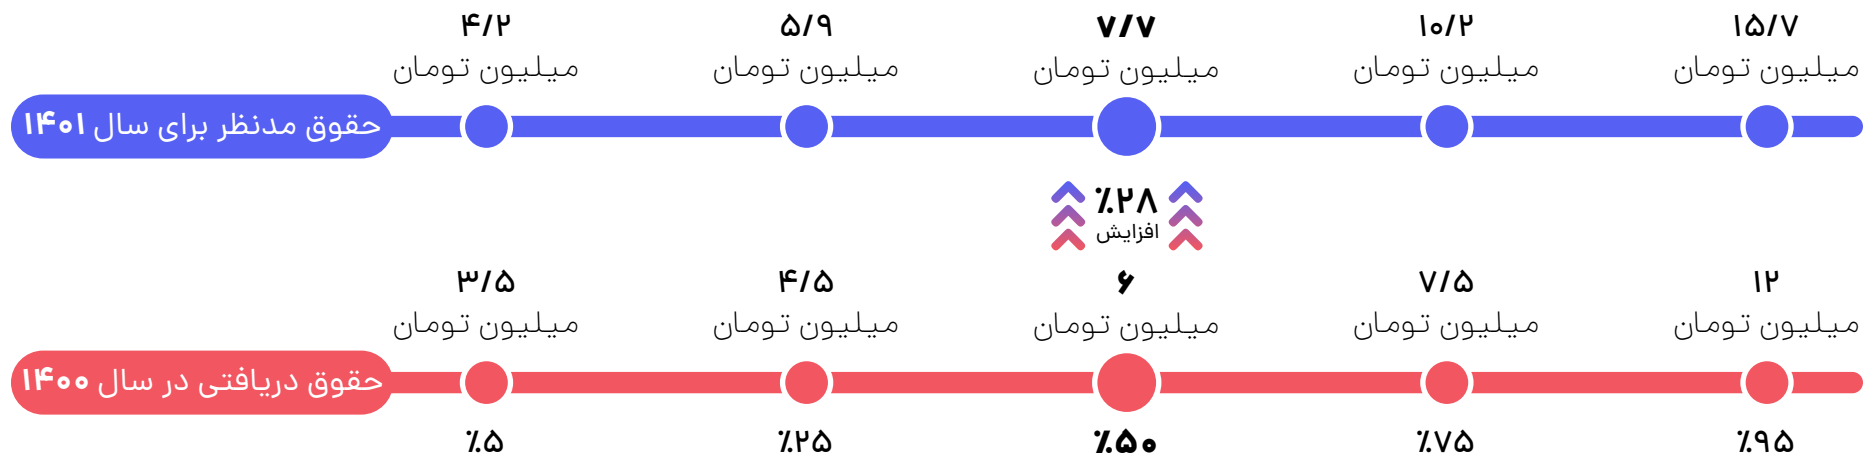 ۴/۲
میلیون تومان
۵/۹
میلیون تومان
۷/۷
میلیون تومان
۱۰/۲
میلیون تومان
۱۵/۷
میلیون تومان
حقوق مدنظر برای سال ۱۴۰۱
٪۲۸
افزایش
۳/۵
میلیون تومان
۴/۵
میلیون تومان
۶
میلیون تومان
۷/۵
میلیون تومان
۱۲
میلیون تومان
حقوق دریافتی در سال ۱۴۰۰
٪۵
٪۲۵
٪۵۰
٪۷۵
٪۹۵